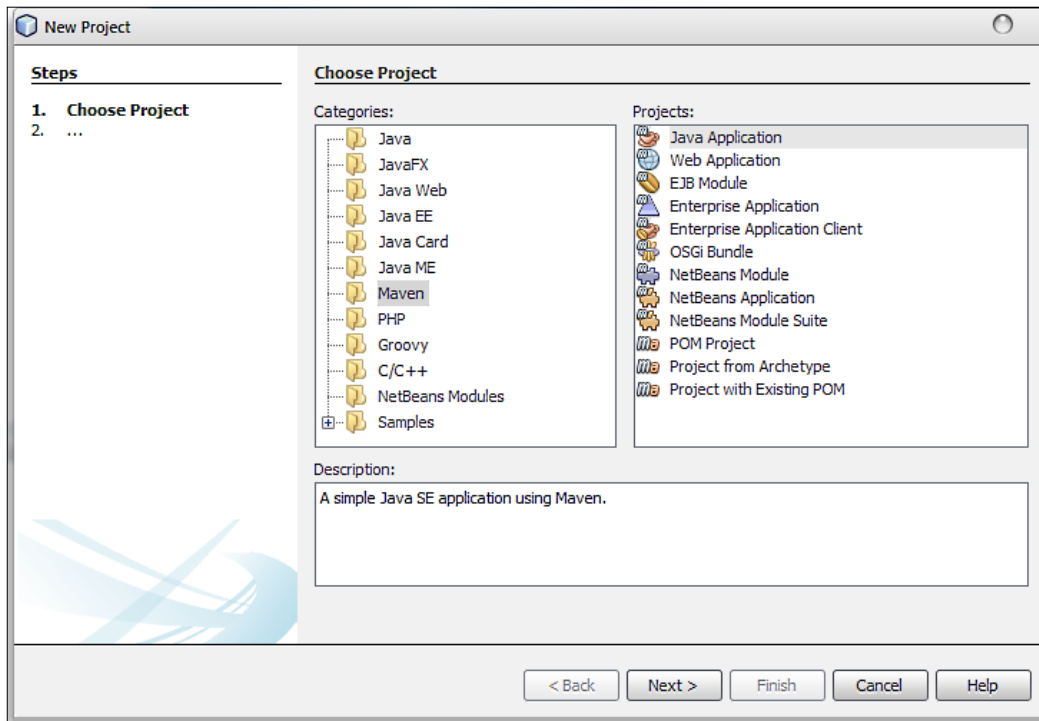 New Project
Steps
1. Choose Project
2. ...
Choose Project
Categories:
Java
JavaFX
Java Web
Java EE
Java Card
Java ME
Maven
PHP
Groovy
C/C++
NetBeans Modules
Samples
Projects:
Java Application
Web Application
EJB Module
Enterprise Application
Enterprise Application Client
OSGi Bundle
NetBeans Module
NetBeans Application
NetBeans Module Suite
POM Project
Project from Archetype
Project with Existing POM
Description:
A simple Java SE application using Maven.
< Back
Next >
Finish
Cancel
Help